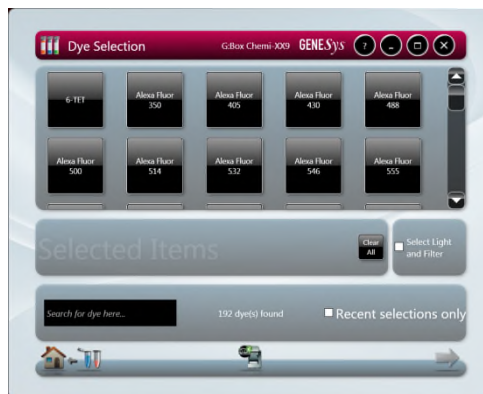 Dye Selection
G:Box Chemi-XX9 GENESys ?
6-TET
Alexa Fluor
350
Alexa Fluor
405
Alexa Fluor
430
Alexa Fluor
488
Alexa Fluor
500
Alexa Fluor
514
Alexa Fluor
532
Alexa Fluor
546
Alexa Fluor
555
Selected Items
Clear
All
Select Light
and Filter
Search for dye here...
192 dye(s) found
Recent selections only